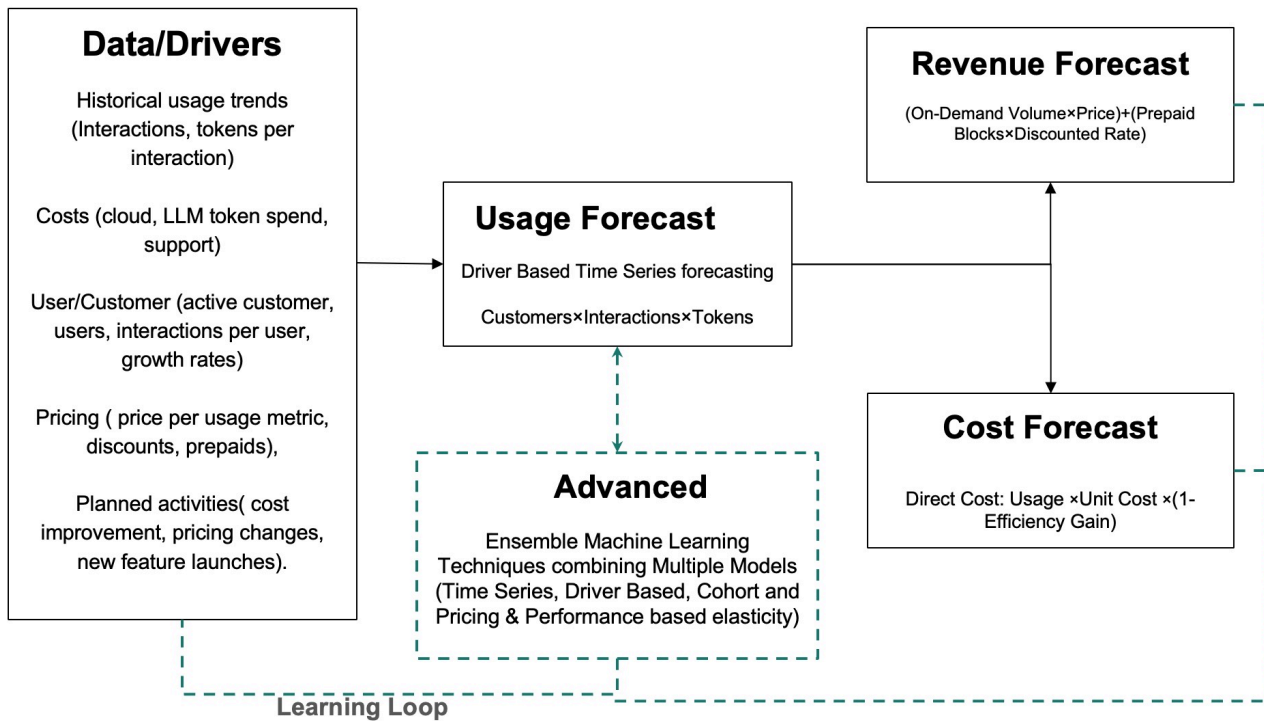 Data/Drivers
Historical usage trends
(Interactions, tokens per
interaction)
Costs (cloud, LLM token spend,
support)
User/Customer (active customer,
users, interactions per user,
growth rates)
Pricing ( price per usage metric,
discounts, prepaids),
Planned activities( cost
improvement, pricing changes,
new feature launches).
Usage Forecast
Driver Based Time Series forecasting
Customers×Interactions×Tokens
Advanced
Ensemble Machine Learning
Techniques combining Multiple Models
(Time Series, Driver Based, Cohort and
Pricing & Performance based elasticity)
Revenue Forecast
(On-Demand Volume×Price)+(Prepaid
Blocks×Discounted Rate)
Cost Forecast
Direct Cost: Usage ×Unit Cost ×(1-
Efficiency Gain)
Learning Loop